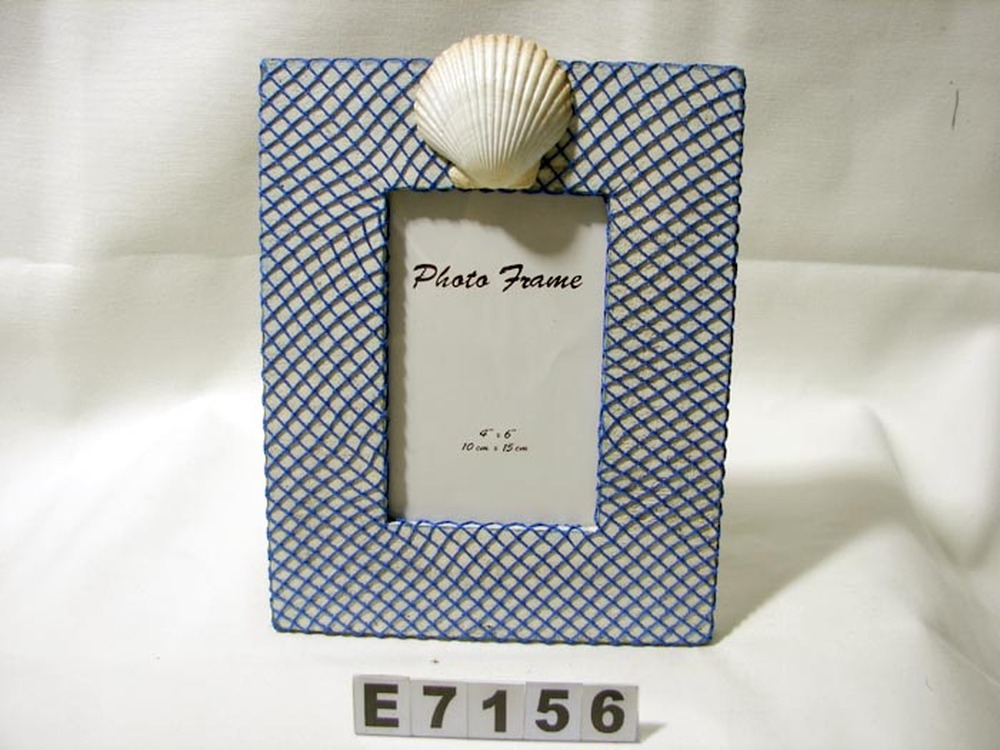 Photo Frame
4" x 6"
10 cm x 15 cm
E7156